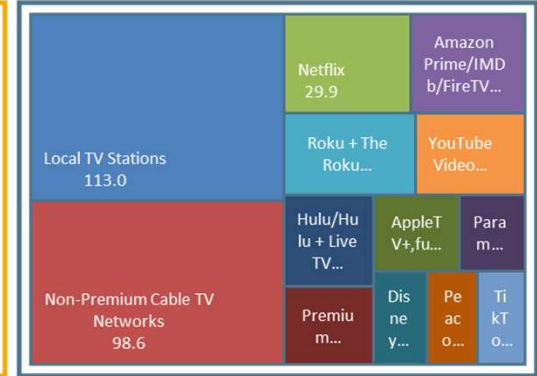 Local TV Stations
113.0
Non-Premium Cable TV
Networks
98.6
Netflix
29.9
Amazon
Prime/IMD
b/FireTV...
Roku + The
Roku...
YouTube
Video...
Hulu/Hu
lu + Live
TV...
AppleT
V+,fu...
Para
m...
Premiu
m...
Dis
ne
y...
Pe
ac
o...
Ti
kTo
...